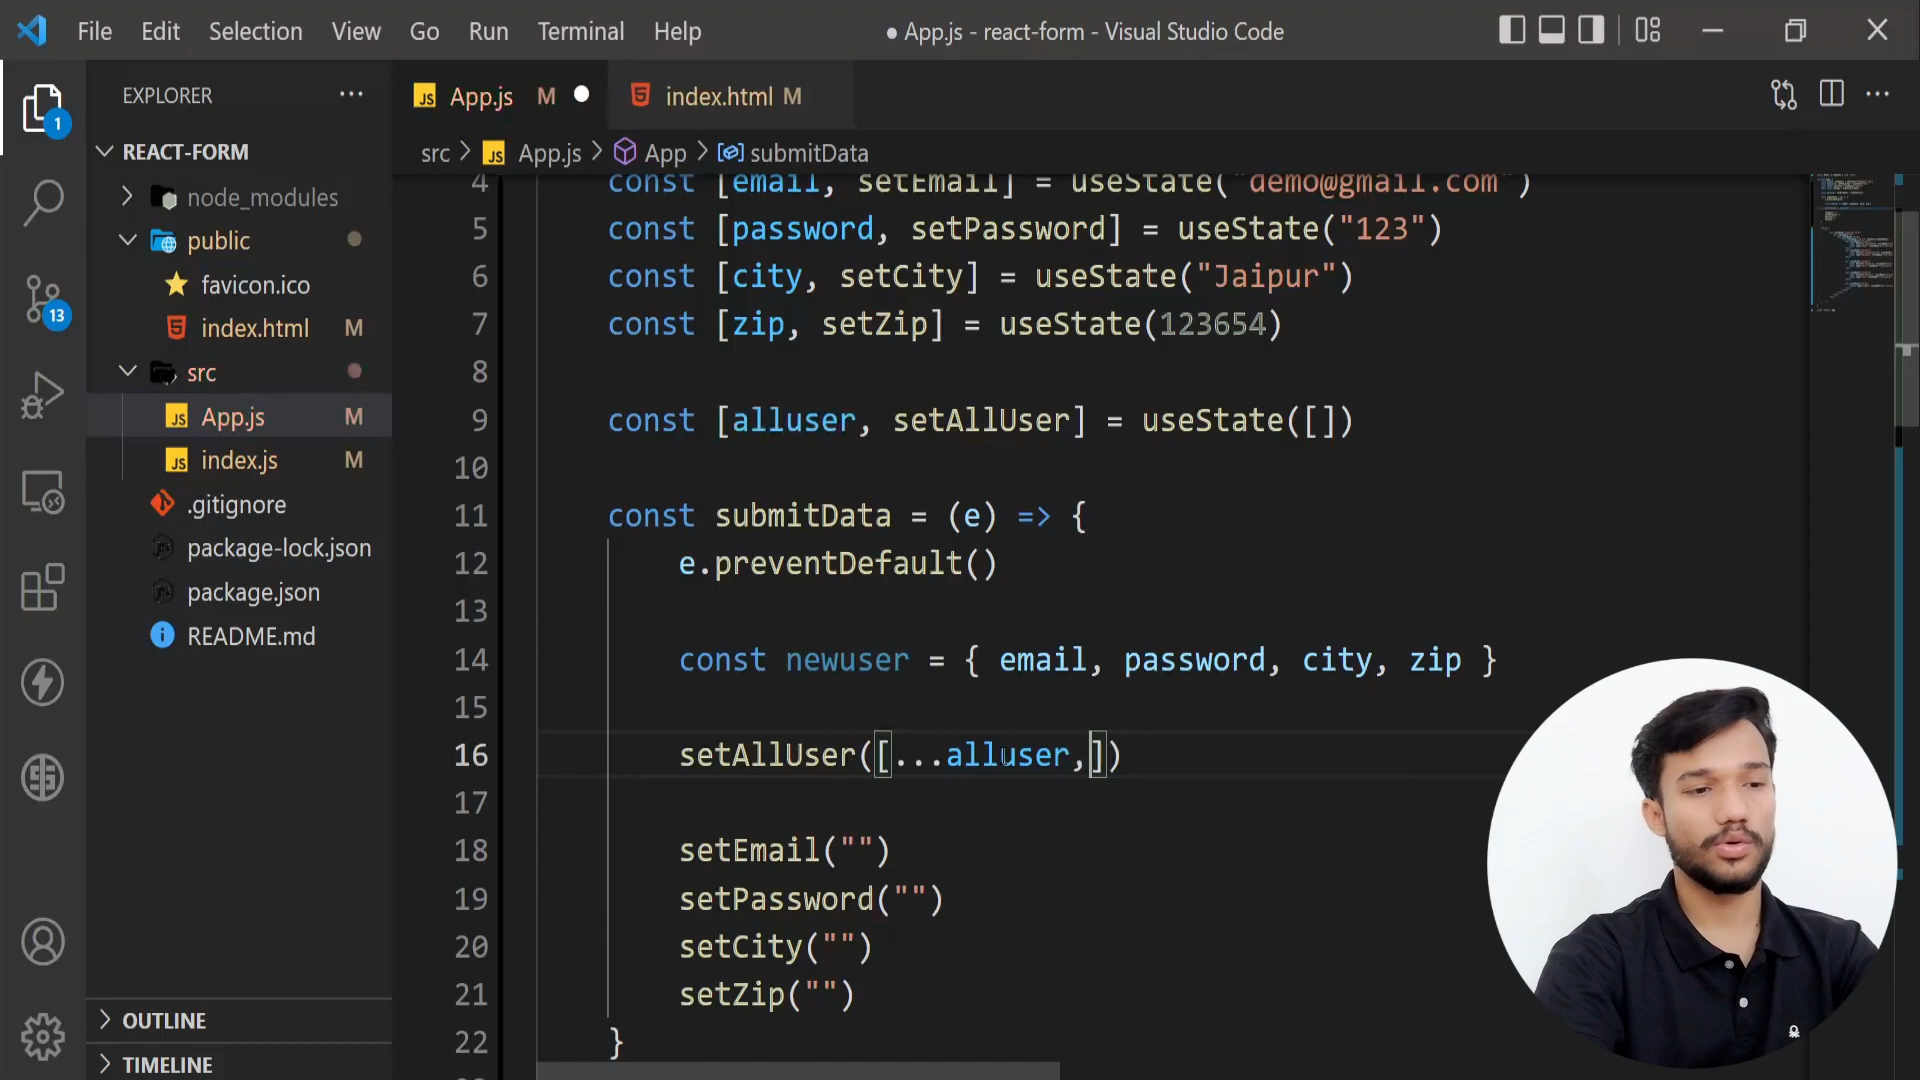 File Edit Selection View Go Run Terminal Help
● App.js - react-form - Visual Studio Code
EXPLORER
App.js M
index.html M
src > App.js > App > submitData
REACT-FORM
node_modules
public
favicon.ico
index.html M
src
App.js M
index.js M
.gitignore
package-lock.json
package.json
README.md
OUTLINE
TIMELINE
1
13
4 const [email, setEmail] = useState("demo@gmail.com")
5 const [password, setPassword] = useState("123")
6 const [city, setCity] = useState("Jaipur")
7 const [zip, setZip] = useState(123654)
8
9 const [alluser, setAllUser] = useState([])
10
11 const submitData = (e) => {
12 e.preventDefault()
13
14 const newuser = { email, password, city, zip }
15
16 setAllUser([...alluser,])
17
18 setEmail("")
19 setPassword("")
20 setCity("")
21 setZip("")
22 }